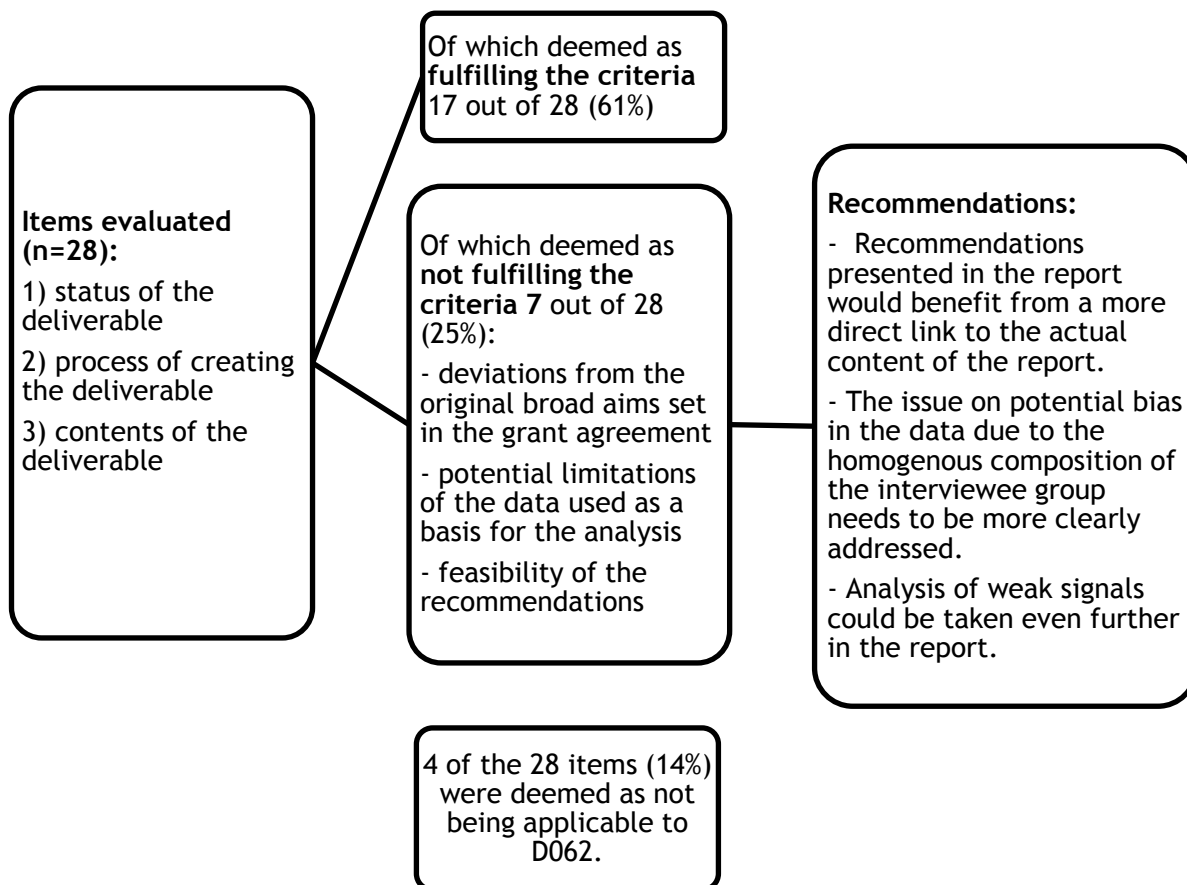 Items evaluated
(n=28):
1) status of the
deliverable
2) process of creating
the deliverable
3) contents of the
deliverable
Of which deemed as
fulfilling the criteria
17 out of 28 (61%)
Of which deemed as
not fulfilling the
criteria 7 out of 28
(25%):
- deviations from the
original broad aims set
in the grant agreement
- potential limitations
of the data used as a
basis for the analysis
- feasibility of the
recommendations
4 of the 28 items (14%)
were deemed as not
being applicable to
D062.
Recommendations:
- Recommendations
presented in the report
would benefit from a more
direct link to the actual
content of the report.
- The issue on potential bias
in the data due to the
homogenous composition of
the interviewee group
needs to be more clearly
addressed.
- Analysis of weak signals
could be taken even further
in the report.